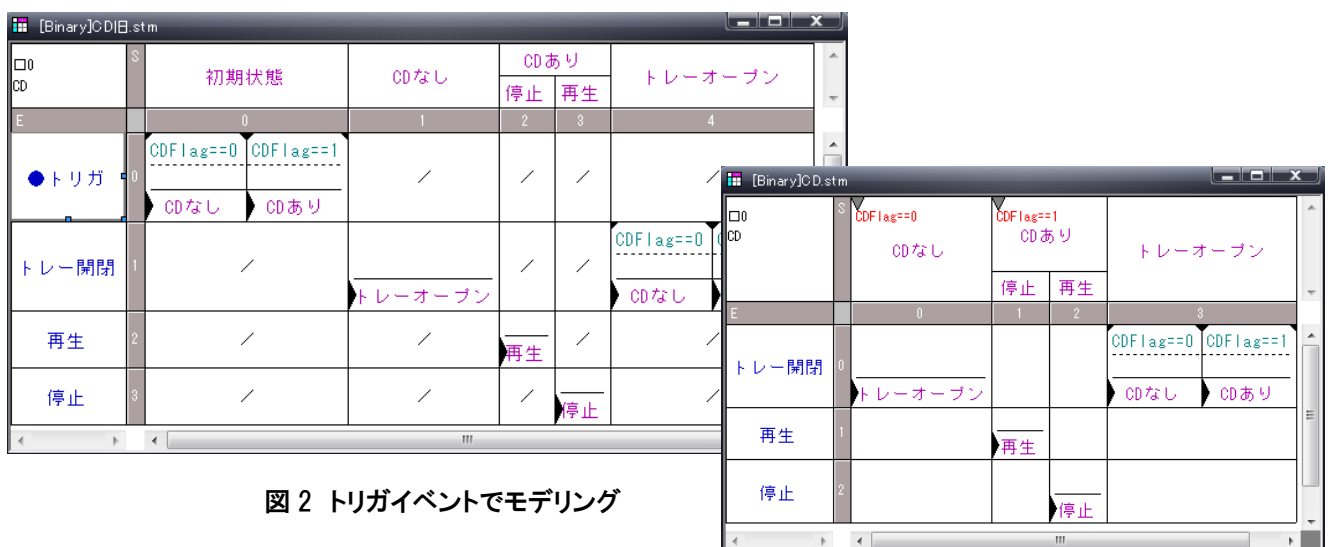 [Binary]CD旧.stm
□0
CD
S
初期状態
CDなし
CDあり
停止
再生
トレーオープン
E
0
1
2
3
4
●トリガ
0
CDFlag==0
CDFlag==1
CDなし
CDあり
/
/
/
/
トレー開閉
1
/
トレーオープン
/
/
CDFlag==0
CDなし
再生
2
/
/
再生
/
/
停止
3
/
/
/
停止
/
図 2 トリガイベントでモデリング
[Binary]CD.stm
□0
CD
S
CDFlag==0
CDなし
CDFlag==1
CDあり
停止
再生
トレーオープン
E
0
1
2
3
トレー開閉
0
トレーオープン
CDFlag==0
CDFlag==1
CDなし
CDあり
再生
1
再生
停止
2
停止